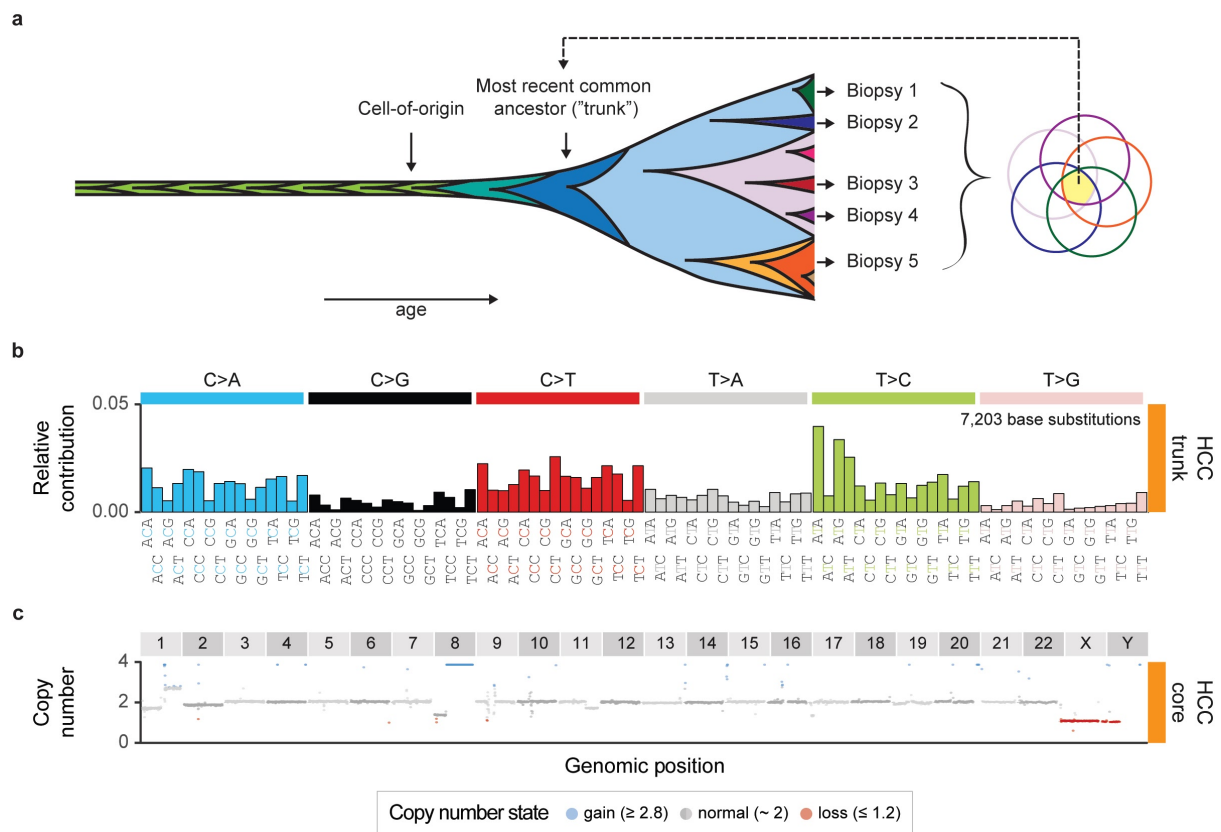 a
Cell-of-origin
Most recent common
ancestor ("trunk")
Biopsy 1
Biopsy 2
Biopsy 3
Biopsy 4
Biopsy 5
age
b
C>A C>G C>T T>A T>C T>G
0.05
0.00
Relative
contribution
7,203 base substitutions
HCC
trunk
ACA ACG CCA CCG GCA GCG TCA TCG ACA ACG CCA CCG GCA GCG TCA TCG ACA ACG CCA CCG GCA GCG TCA TCG ATA ATG CTA CTG GTA GTG TTA TTG ATA ATG CTA CTG GTA GTG TTA TTG ATA ATG CTA CTG GTA GTG TTA TTG
ACC ACT CCC CCT GCC GCT TCC TCT ACC ACT CCC CCT GCC GCT TCC TCT ACC ACT CCC CCT GCC GCT TCC TCT ATC ATT CTC CTT GTC GTT TTC TTT ATC ATT CTC CTT GTC GTT TTC TTT ATC ATT CTC CTT GTC GTT TTC TTT
c
1 2 3 4 5 6 7 8 9 10 11 12 13 14 15 16 17 18 19 20 21 22 X Y
4
2
0
Copy
number
HCC
core
Genomic position
Copy number state gain (≥ 2.8) normal (~ 2) loss (≤ 1.2)